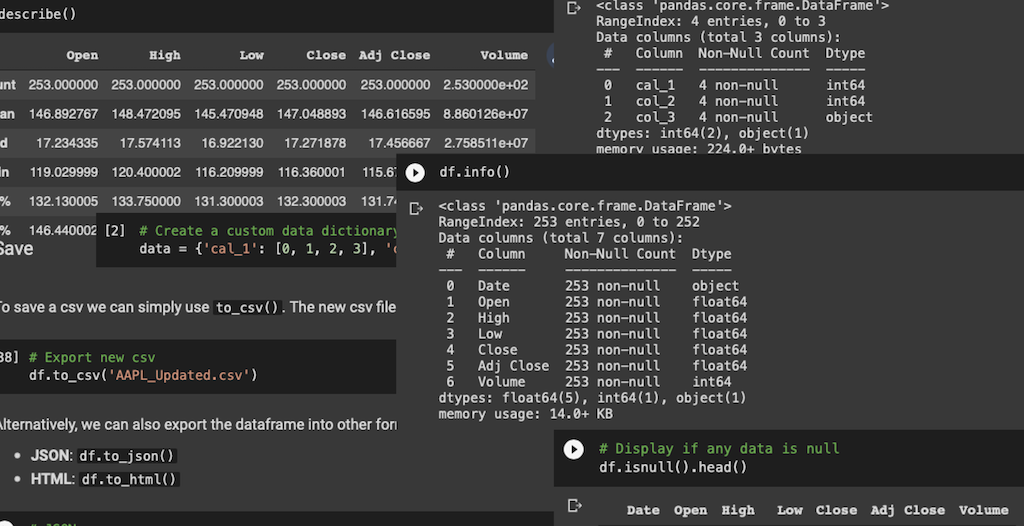 describe()
Open High Low Close Adj Close Volume
253.000000 253.000000 253.000000 253.000000 253.000000 2.530000e+02
146.892767 148.472095 145.470948 147.048893 146.616595 8.860126e+07
17.234335 17.574113 16.922130 17.271878 17.456667 2.758511e+07
119.029999 120.400002 116.209999 116.360001 115.6
% 132.130005 133.750000 131.300003 132.300003 131.7
% 146.440002
Save
[2] # Create a custom data dictionary
data = {'cal_1': [0, 1, 2, 3], '
To save a csv we can simply use to_csv(). The new csv file
38] # Export new csv
df.to_csv('AAPL_Updated.csv')
Alternatively, we can also export the dataframe into other
• JSON: df.to_json()
• HTML: df.to_html()
<class 'pandas.core.frame.DataFrame'>
RangeIndex: 4 entries, 0 to 3
Data columns (total 3 columns):
# Column Non-Null Count Dtype
--- ------ -------------- -----
0 cal_1 4 non-null int64
1 col_2 4 non-null int64
2 col_3 4 non-null object
dtypes: int64(2), object(1)
memory usage: 224.0+ bytes
df.info()
<class 'pandas.core.frame.DataFrame'>
RangeIndex: 253 entries, 0 to 252
Data columns (total 7 columns):
# Column Non-Null Count Dtype
--- ------ -------------- -----
0 Date 253 non-null object
1 Open 253 non-null float64
2 High 253 non-null float64
3 Low 253 non-null float64
4 Close 253 non-null float64
5 Adj Close 253 non-null float64
6 Volume 253 non-null int64
dtypes: float64(5), int64(1), object(1)
memory usage: 14.0+ KB
# Display if any data is null
df.isnull().head()
Date Open High Low Close Adj Close Volume